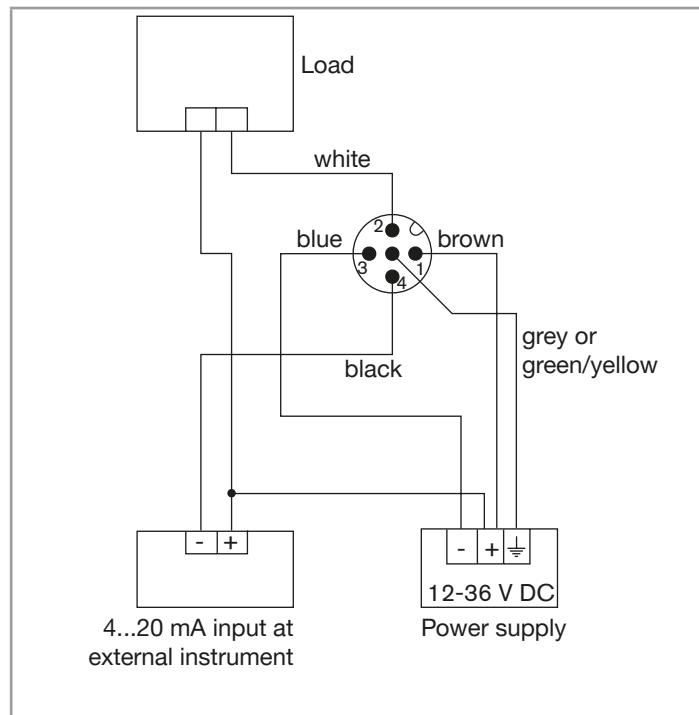 Load
white
2
blue
brown
3
1
4
grey or
green/yellow
black
- +
- +
12-36 V DC
4...20 mA input at
external instrument
Power supply